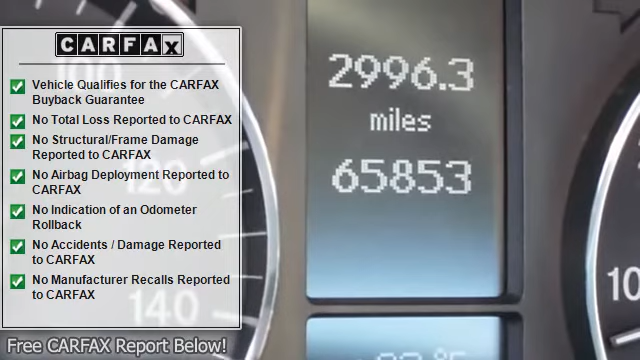 CARFAX
Vehicle Qualifies for the CARFAX
Buyback Guarantee
No Total Loss Reported to CARFAX
No Structural/Frame Damage
Reported to CARFAX
No Airbag Deployment Reported to
CARFAX
No Indication of an Odometer
Rollback
No Accidents / Damage Reported
to CARFAX
No Manufacturer Recalls Reported
to CARFAX
Free CARFAX Report Below!
100
120
140
2996.3
miles
65853